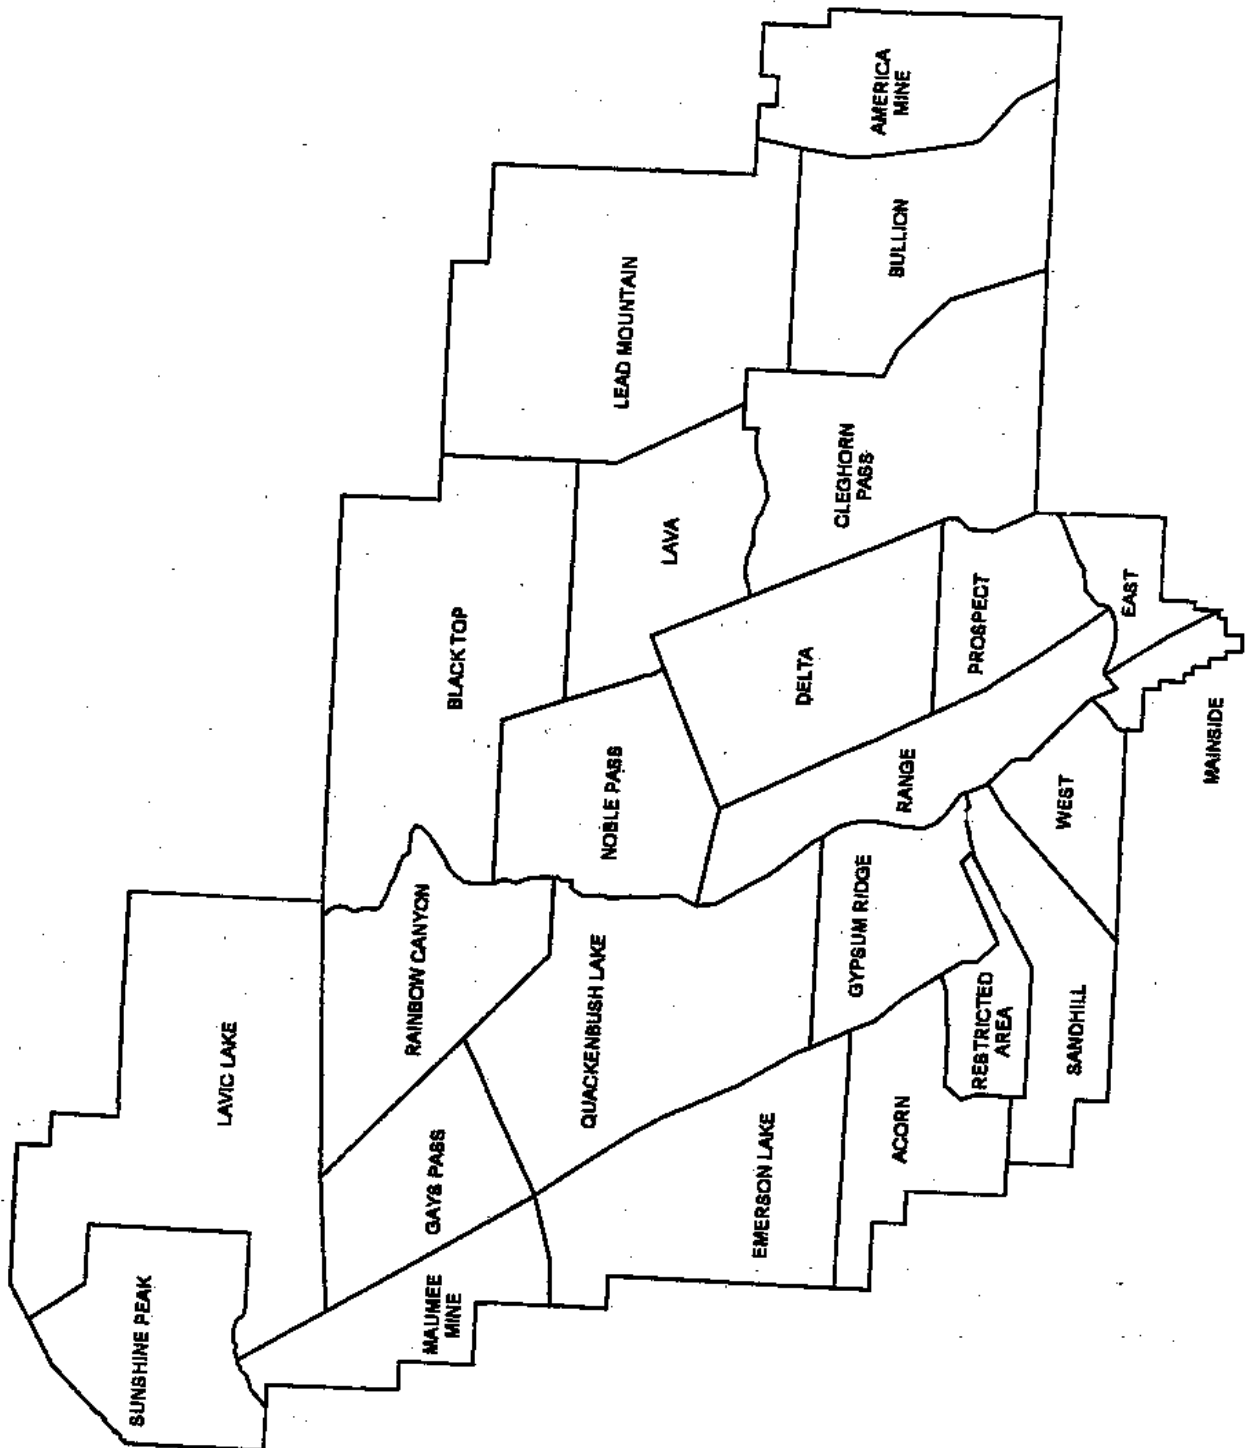 SUNSHINE PEAK
LAVIC LAKE
MAUMEE
MINE
GAYS PASS
RAINBOW CANYON
BLACK TOP
LEAD MOUNTAIN
AMERICA
MINE
EMERSON LAKE
QUACKENBUSH LAKE
NOBLE PASS
LAVA
BULLION
ACORN
GYPSUM RIDGE
RANGE
DELTA
CLEGHORN
PASS
RESTRICTED
AREA
PROSPECT
SANDHILL
WEST
EAST
MAINSIDE